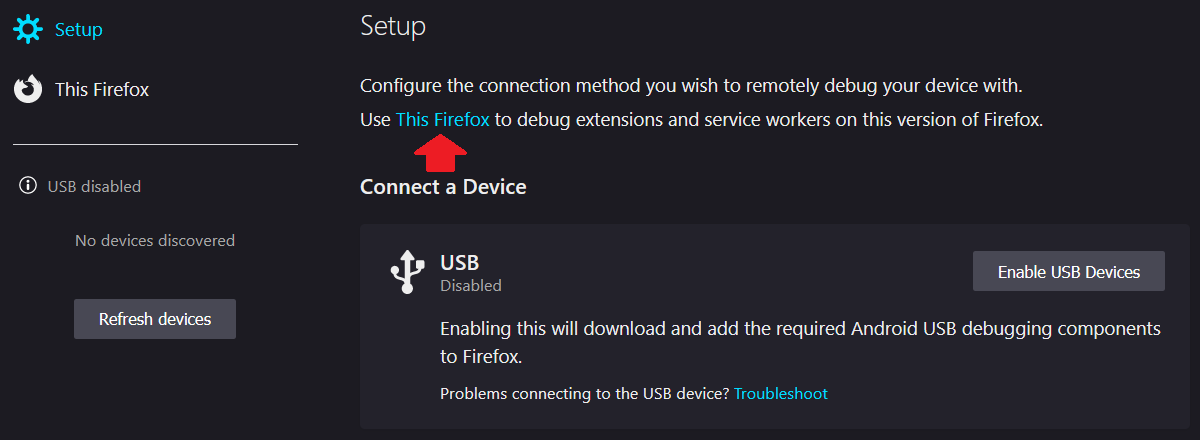 Setup
This Firefox
USB disabled
No devices discovered
Refresh devices
Setup
Configure the connection method you wish to remotely debug your device with.
Use This Firefox to debug extensions and service workers on this version of Firefox.
Connect a Device
USB
Disabled
Enable USB Devices
Enabling this will download and add the required Android USB debugging components
to Firefox.
Problems connecting to the USB device? Troubleshoot